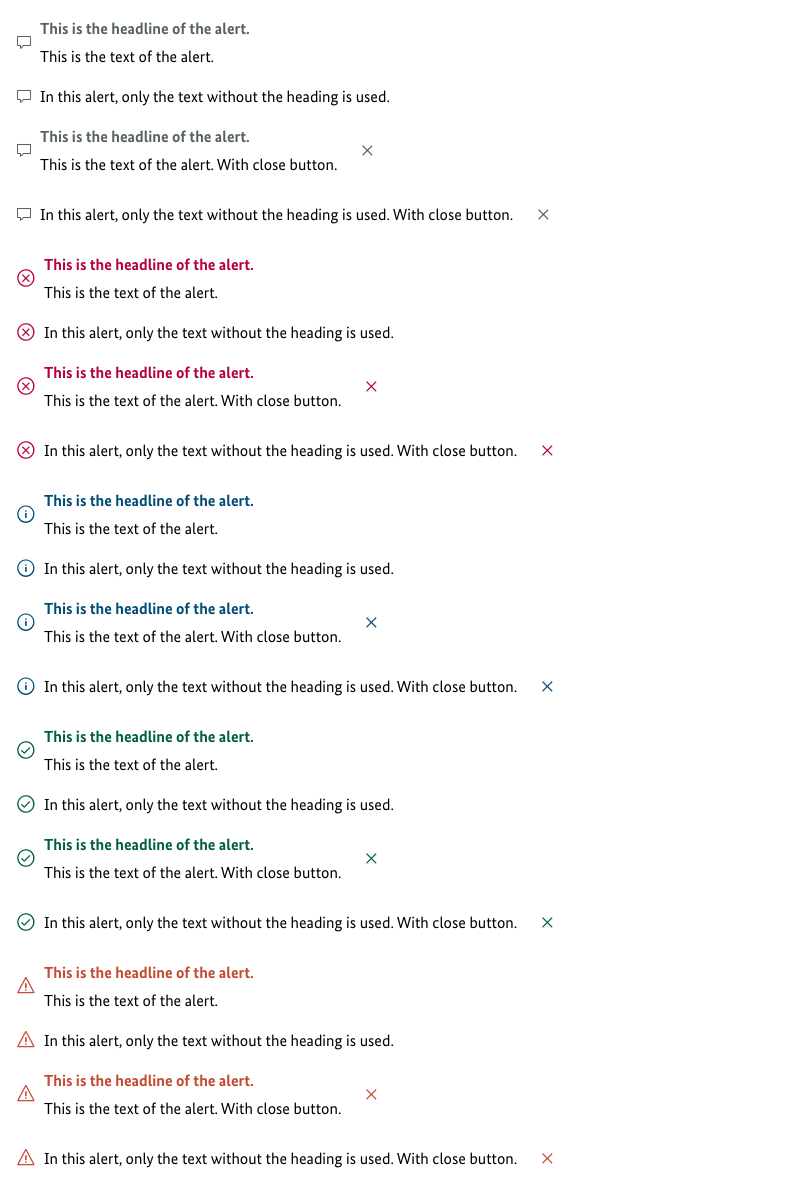 This is the headline of the alert.
This is the text of the alert.
In this alert, only the text without the heading is used.
This is the headline of the alert.
This is the text of the alert. With close button.
In this alert, only the text without the heading is used. With close button.
This is the headline of the alert.
This is the text of the alert.
In this alert, only the text without the heading is used.
This is the headline of the alert.
This is the text of the alert. With close button.
In this alert, only the text without the heading is used. With close button.
This is the headline of the alert.
This is the text of the alert.
In this alert, only the text without the heading is used.
This is the headline of the alert.
This is the text of the alert. With close button.
In this alert, only the text without the heading is used. With close button.
This is the headline of the alert.
This is the text of the alert.
In this alert, only the text without the heading is used.
This is the headline of the alert.
This is the text of the alert. With close button.
In this alert, only the text without the heading is used. With close button.
This is the headline of the alert.
This is the text of the alert.
In this alert, only the text without the heading is used.
This is the headline of the alert.
This is the text of the alert. With close button.
In this alert, only the text without the heading is used. With close button.